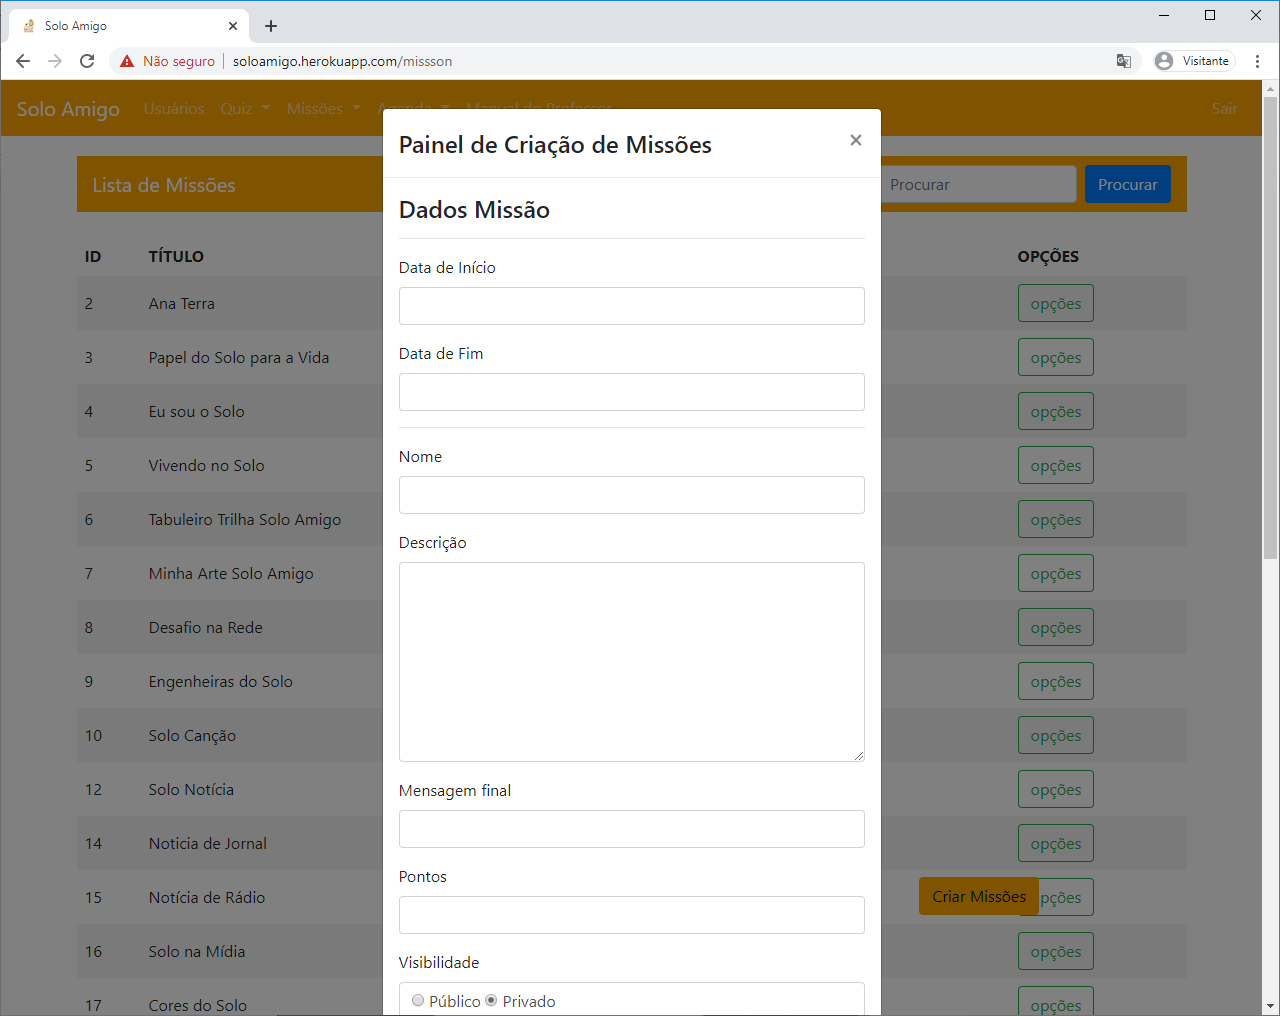 Solo Amigo
Não seguro soloamigo.herokuapp.com/missson Visitante
Solo Amigo Usuários Quiz Missões Agenda Manual do Professor Sair
Painel de Criação de Missões ×
Lista de Missões Procurar Procurar
Dados Missão
ID TÍTULO OPÇÕES
Data de Início
2 Ana Terra opções
Data de Fim
3 Papel do Solo para a Vida opções
4 Eu sou o Solo opções
Nome
5 Vivendo no Solo opções
6 Tabuleiro Trilha Solo Amigo opções
Descrição
7 Minha Arte Solo Amigo opções
8 Desafio na Rede opções
9 Engenheiras do Solo opções
10 Solo Canção opções
12 Solo Notícia opções
Mensagem final
14 Noticia de Jornal opções
Pontos
15 Notícia de Rádio Criar Missões pções
16 Solo na Mídia opções
Visibilidade
17 Cores do Solo opções
Público Privado